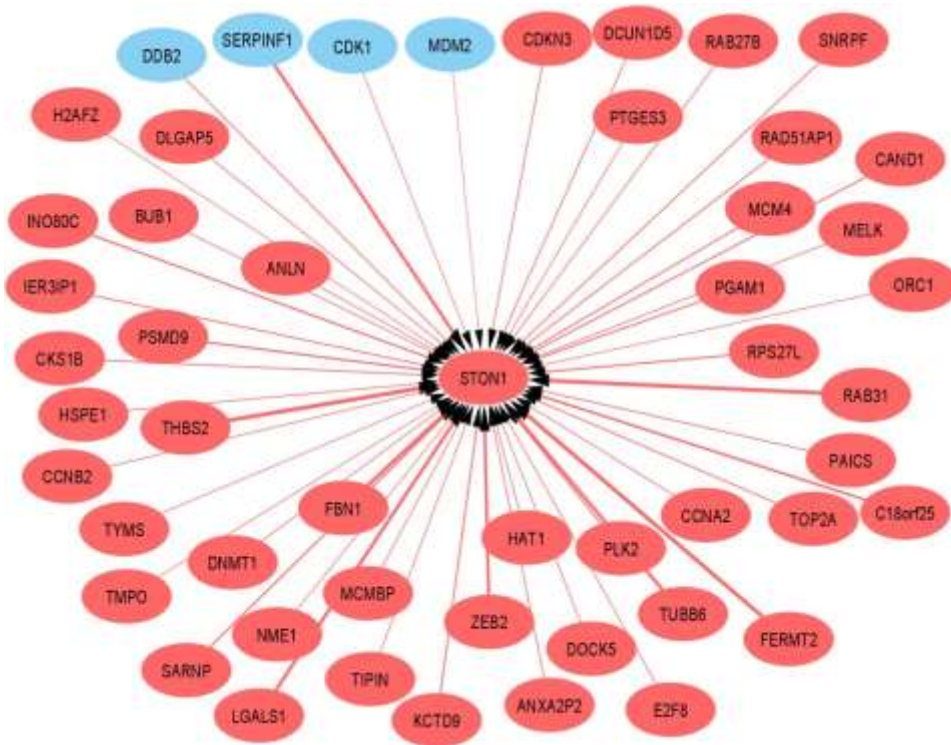 DDB2
SERPINF1
CDK1
MDM2
CDKN3
DCUN1D5
RAB27B
SNRPF
H2AFZ
DLGAP5
PTGES3
RAD51AP1
CAND1
INO80C
BUB1
MCM4
MELK
ANLN
IER3IP1
PGAM1
ORC1
PSMD9
CKS1B
RPS27L
STON1
HSPE1
THBS2
RAB31
CCNB2
PAICS
TYMS
FBN1
CCNA2
TOP2A
C18orf25
DNMT1
HAT1
PLK2
TMPO
MCMBP
NME1
ZEB2
TUBB6
FERMT2
SARNP
DOCK5
TIPIN
LGALS1
KCTD9
ANXA2P2
E2F8